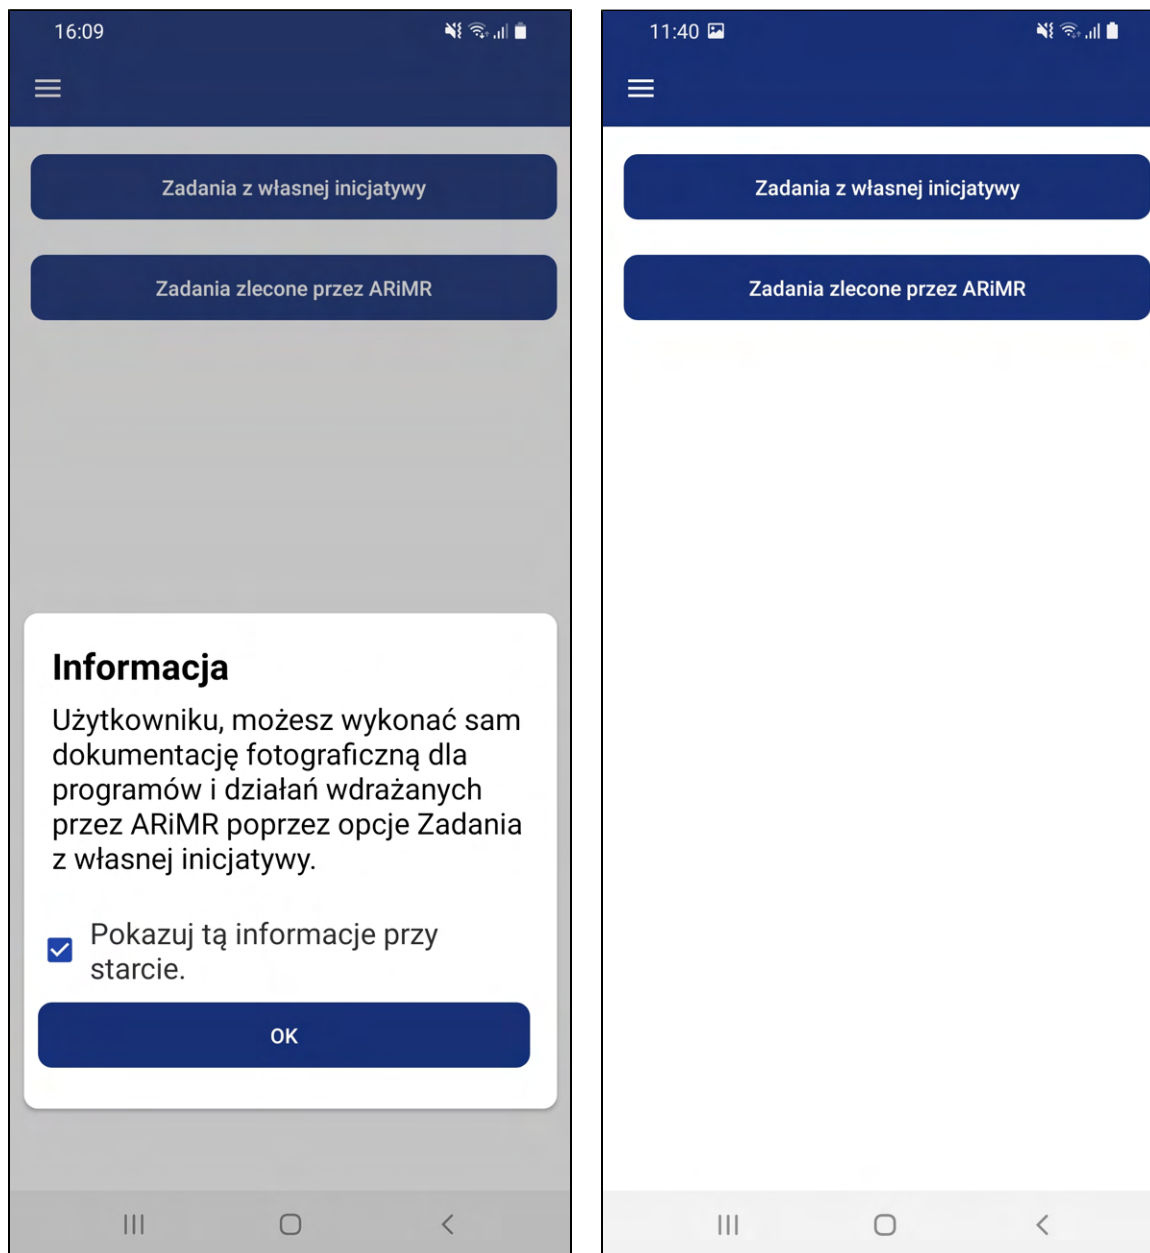 16:09
Zadania z własnej inicjatywy
Zadania zlecone przez ARiMR
Informacja
Użytkowniku, możesz wykonać sam
dokumentację fotograficzną dla
programów i działań wdrażanych
przez ARiMR poprzez opcje Zadania
z własnej inicjatywy.
Pokazuj tą informacje przy
starcie.
OK
11:40
Zadania z własnej inicjatywy
Zadania zlecone przez ARiMR